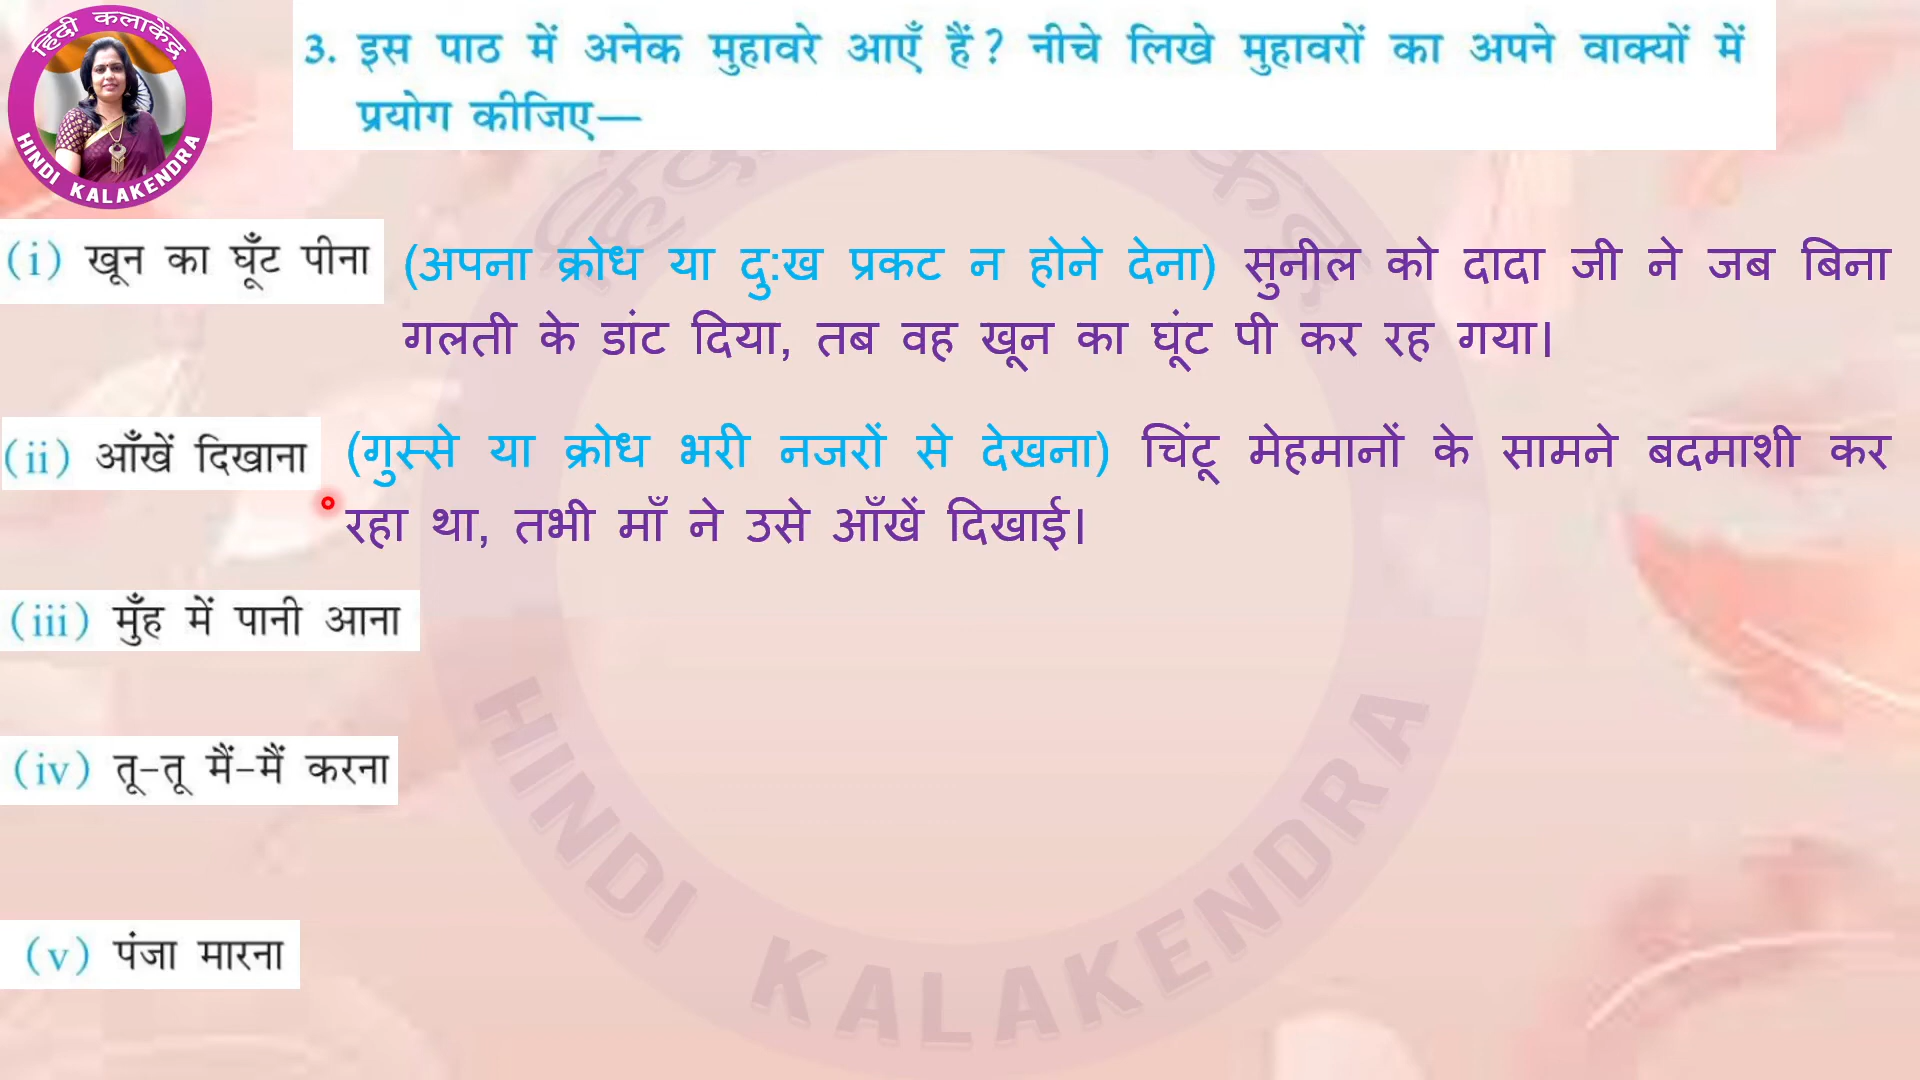 हिंदी कलाकेंद्र
HINDI KALAKENDRA
3. इस पाठ में अनेक मुहावरे आएँ हैं? नीचे लिखे मुहावरों का अपने वाक्यों में
प्रयोग कीजिए—
(i) खून का घूँट पीना (अपना क्रोध या दु:ख प्रकट न होने देना) सुनील को दादा जी ने जब बिना
गलती के डांट दिया, तब वह खून का घूंट पी कर रह गया।
(ii) आँखें दिखाना (गुस्से या क्रोध भरी नजरों से देखना) चिंटू मेहमानों के सामने बदमाशी कर
रहा था, तभी माँ ने उसे आँखें दिखाई।
(iii) मुँह में पानी आना
(iv) तू-तू मैं-मैं करना
(v) पंजा मारना
HINDI KALAKENDRA